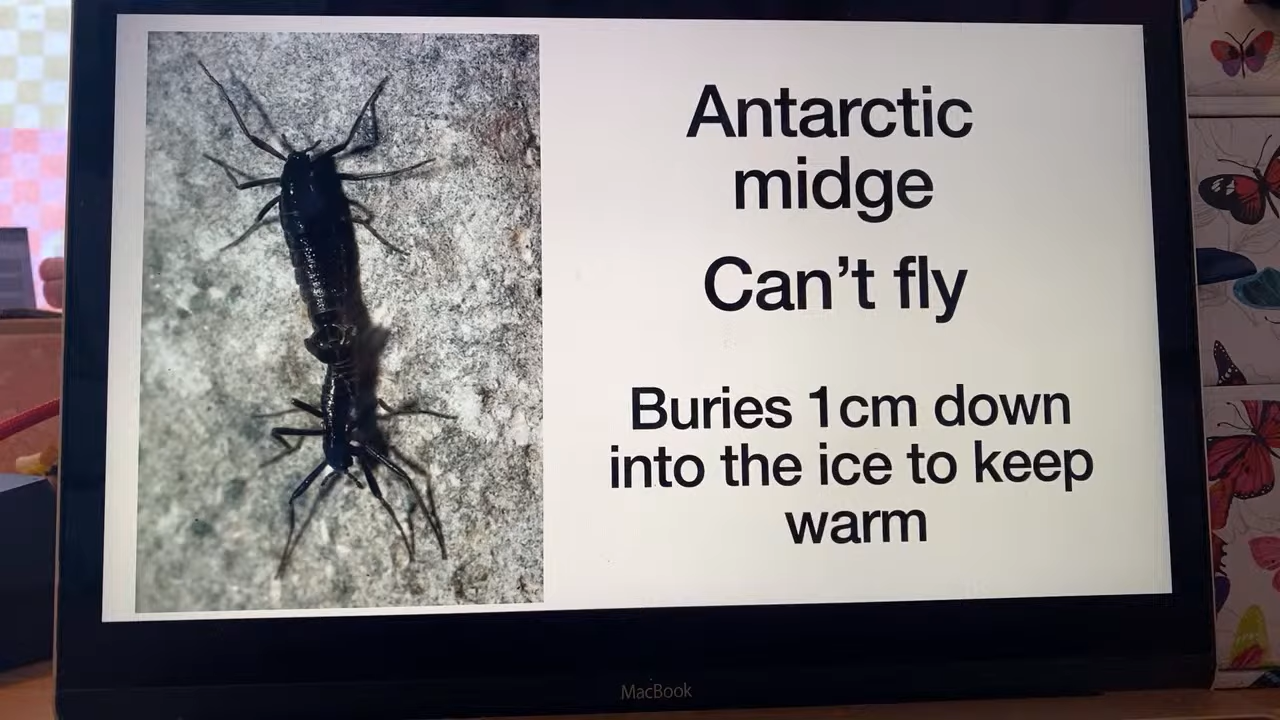 Antarctic
midge
Can’t fly
Buries 1cm down
into the ice to keep
warm
MacBook